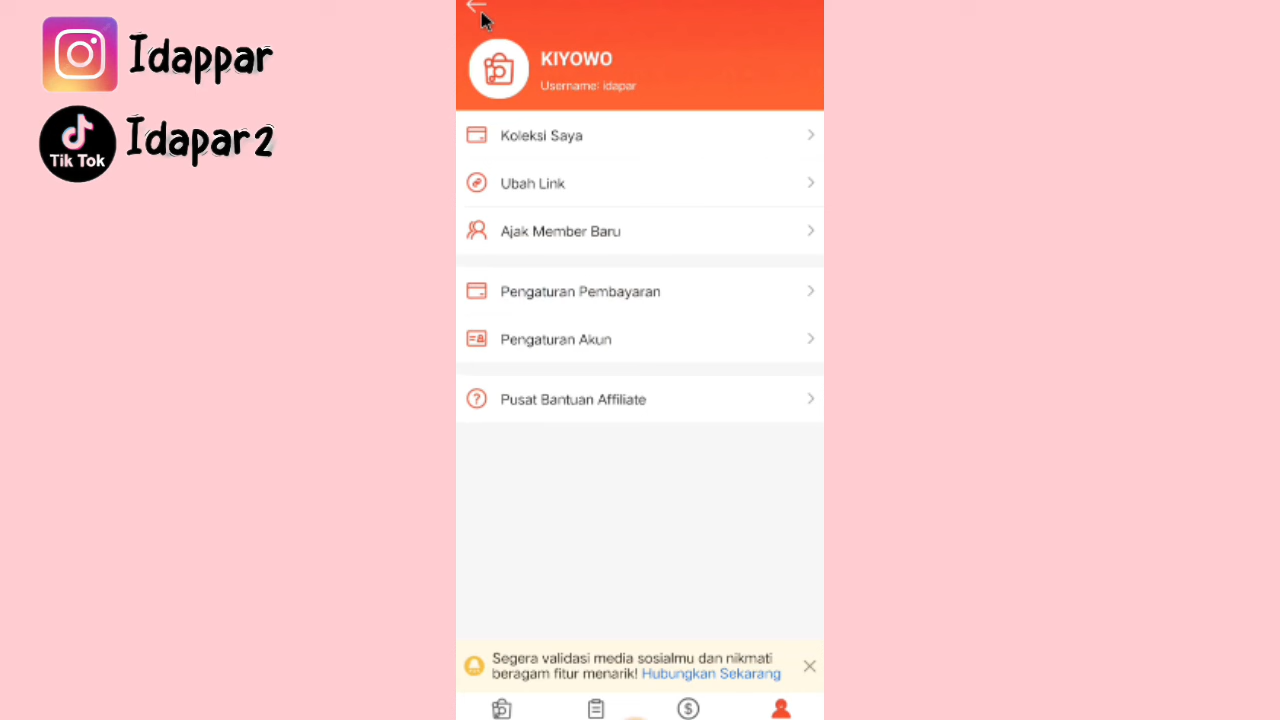 Idappar
Tik Tok
Idapar2
KIYOWO
Username: idapar
Koleksi Saya
Ubah Link
Ajak Member Baru
Pengaturan Pembayaran
Pengaturan Akun
Pusat Bantuan Affiliate
Segera validasi media sosialmu dan nikmati
beragam fitur menarik! Hubungkan Sekarang